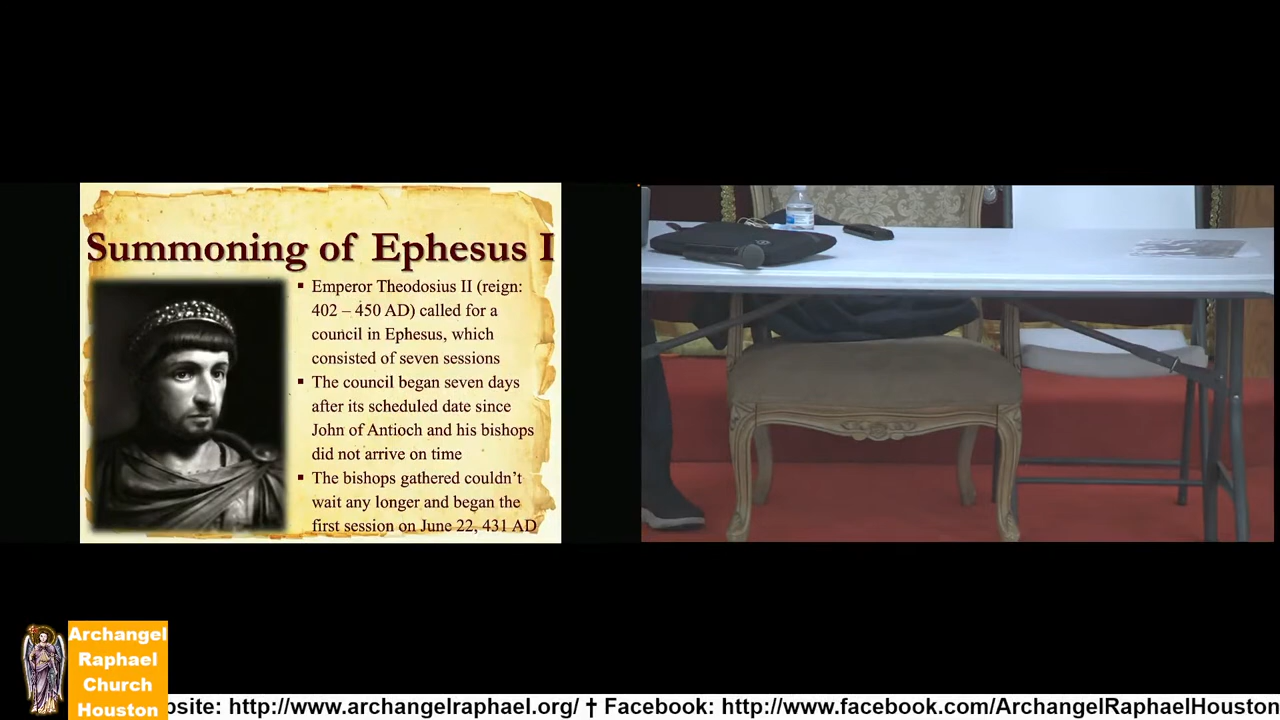 Summoning of Ephesus I
▪ Emperor Theodosius II (reign:
402 – 450 AD) called for a
council in Ephesus, which
consisted of seven sessions
▪ The council began seven days
after its scheduled date since
John of Antioch and his bishops
did not arrive on time
▪ The bishops gathered couldn’t
wait any longer and began the
first session on June 22, 431 AD
Archangel
Raphael
Church
Houston
site: http://www.archangelraphael.org/ † Facebook: http://www.facebook.com/ArchangelRaphaelHouston